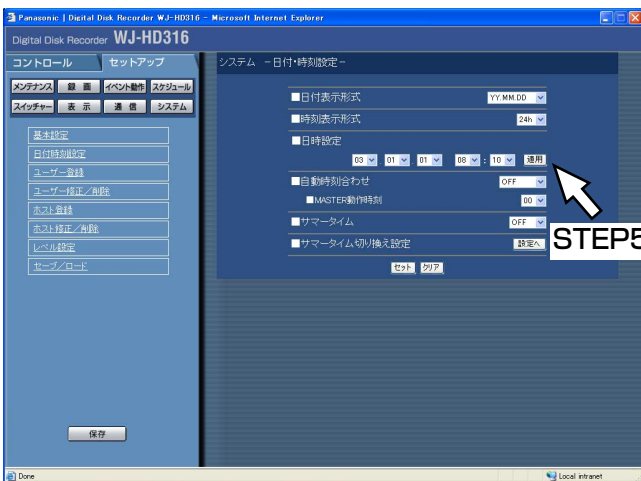 Panasonic | Digital Disk Recorder WJ-HD316 - Microsoft Internet Explorer
Digital Disk Recorder WJ-HD316
コントロール セットアップ
メンテナンス 録 画 イベント動作 スケジュール
スイッチャー 表 示 通 信 システム
基本設定
日付時刻設定
ユーザー登録
ユーザー修正／削除
ホスト登録
ホスト修正／削除
レベル設定
セーブ／ロード
保存
システム －日付・時刻設定－
■日付表示形式 YY.MM.DD
■時刻表示形式 24h
■日時設定
03 . 01 . 01 08 : 10 適用
■自動時刻合わせ OFF
■MASTER動作時刻 00
■サマータイム OFF
■サマータイム切り換え設定 設定へ
セット クリア
STEP5
Done Local intranet